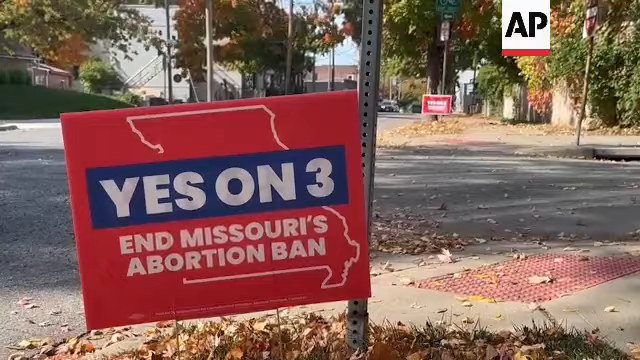 AP
YES ON 3
END MISSOURI'S
ABORTION BAN